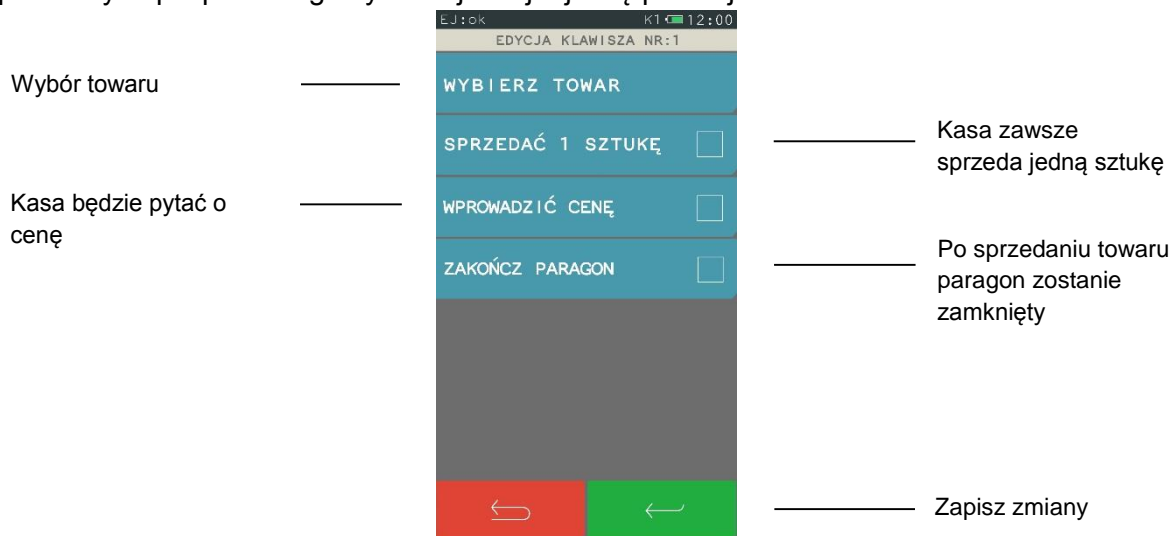 EJ:ok K1 12:00
EDYCJA KLAWISZA NR:1
Wybór towaru
WYBIERZ TOWAR
SPRZEDAĆ 1 SZTUKĘ
Kasa zawsze
sprzeda jedną sztukę
Kasa będzie pytać o
cenę
WPROWADZIĆ CENĘ
ZAKOŃCZ PARAGON
Po sprzedaniu towaru
paragon zostanie
zamknięty
Zapisz zmiany